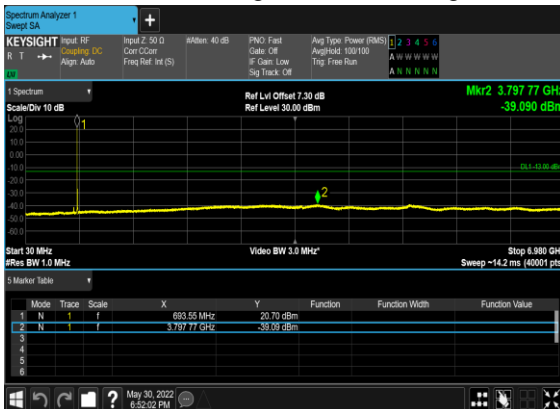 Spectrum Analyzer 1
Swept SA
+
KEYSIGHT Input: RF Input Z: 50 Ω #Atten: 40 dB PNO: Fast Avg Type: Power (RMS) 1 2 3 4 5 6
R T Coupling: DC Corr CCorr Gate: Off Avg|Hold: 100/100 A W W W W W
Align: Auto Freq Ref: Int (S) IF Gain: Low Trig: Free Run
Sig Track: Off A N N N N N
1 Spectrum Ref Lvl Offset 7.30 dB Mkr2 3.797 77 GHz
Scale/Div 10 dB Ref Level 30.00 dBm -39.090 dBm
Log
20.0
10.0
0.00
-10.0
-20.0
-30.0
-40.0
-50.0
-60.0
1
DL1 -13.00 dBm
2
Start 30 MHz Video BW 3.0 MHz* Stop 6.980 GHz
#Res BW 1.0 MHz Sweep ~14.2 ms (40001 pts)
5 Marker Table
Mode Trace Scale X Y Function Function Width Function Value
1 N 1 f 693.55 MHz 20.70 dBm
2 N 1 f 3.797 77 GHz -39.09 dBm
3
4
5
6
? May 30, 2022
6:52:02 PM